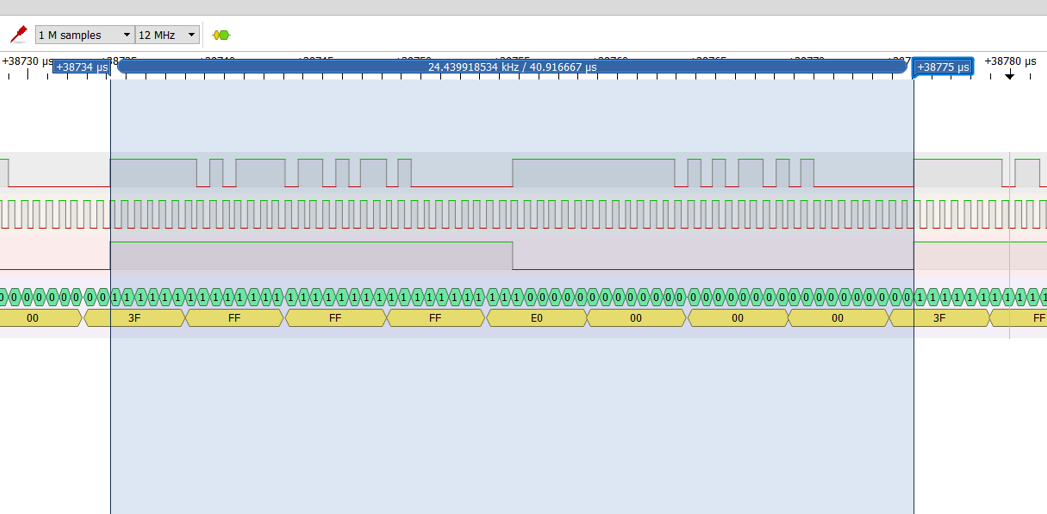 1 M samples 12 MHz
+38730 µs +38780 µs
+38734 µs 24.439918534 kHz / 40.916667 µs +38775 µs
0 0 0 0 0 0 0 0 0 1 1 1 1 1 1 1 1 1 1 1 1 1 1 1 1 1 1 1 1 1 1 1 1 1 1 1 1 1 1 1 1 1 0 0 0 0 0 0 0 0 0 0 0 0 0 0 0 0 0 0 0 0 0 0 0 0 0 0 0 0 0 0 0 1 1 1 1 1 1 1 1 1 1 1
00 3F FF FF FF E0 00 00 00 3F FF